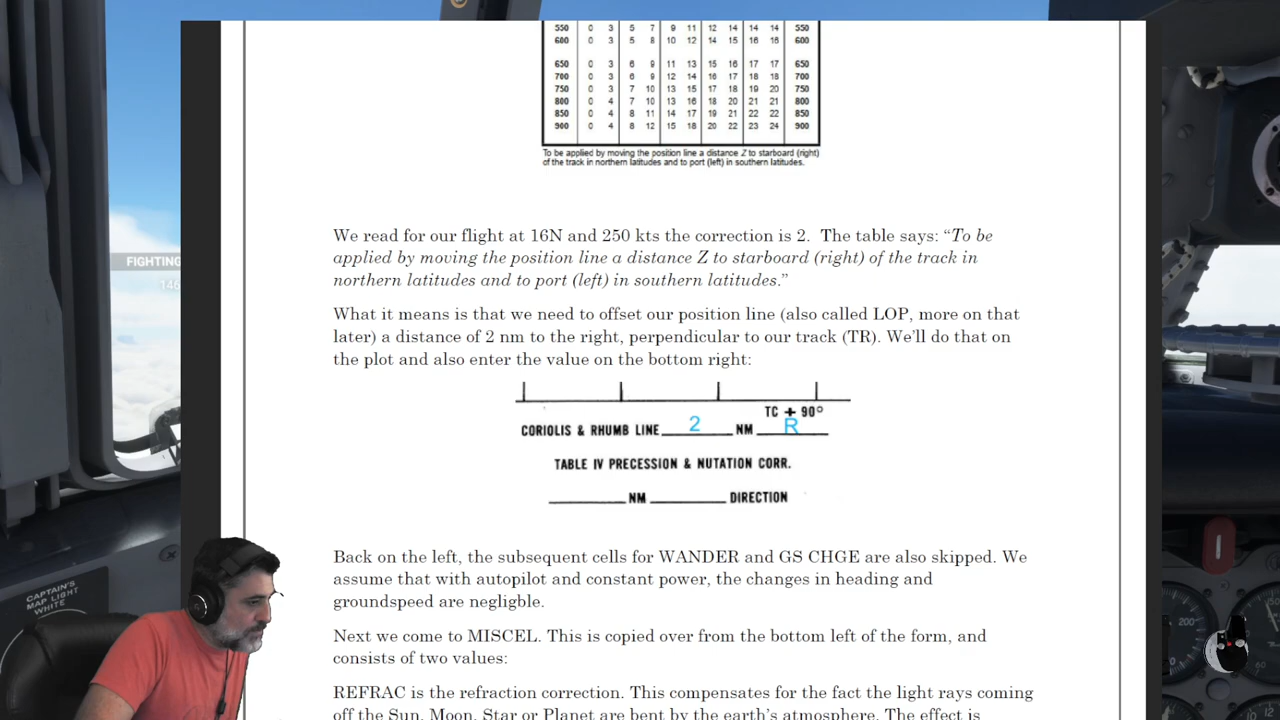 550 0 3 5 7 9 11 12 14 14 14 550
600 0 3 5 8 10 12 14 15 16 16 600
650 0 3 6 9 11 13 15 16 17 17 650
700 0 3 6 9 12 14 16 17 18 18 700
750 0 3 7 10 13 15 17 18 19 20 750
800 0 4 7 10 13 16 18 20 21 21 800
850 0 4 8 11 14 17 19 21 22 22 850
900 0 4 8 12 15 18 20 22 23 24 900
To be applied by moving the position line a distance Z to starboard (right)
of the track in northern latitudes and to port (left) in southern latitudes.
We read for our flight at 16N and 250 kts the correction is 2. The table says: “To be
applied by moving the position line a distance Z to starboard (right) of the track in
northern latitudes and to port (left) in southern latitudes.”
What it means is that we need to offset our position line (also called LOP, more on that
later) a distance of 2 nm to the right, perpendicular to our track (TR). We’ll do that on
the plot and also enter the value on the bottom right:
TC + 90°
CORIOLIS & RHUMB LINE 2 NM R
TABLE IV PRECESSION & NUTATION CORR.
NM DIRECTION
Back on the left, the subsequent cells for WANDER and GS CHGE are also skipped. We
assume that with autopilot and constant power, the changes in heading and
groundspeed are neglible.
Next we come to MISCEL. This is copied over from the bottom left of the form, and
consists of two values:
REFRAC is the refraction correction. This compensates for the fact the light rays coming
off the Sun, Moon, Star or Planet are bent by the earth’s atmosphere. The effect is
FIGHTING
146
CAPTAIN'S
MAP LIGHT
WHITE
200
60
10 12